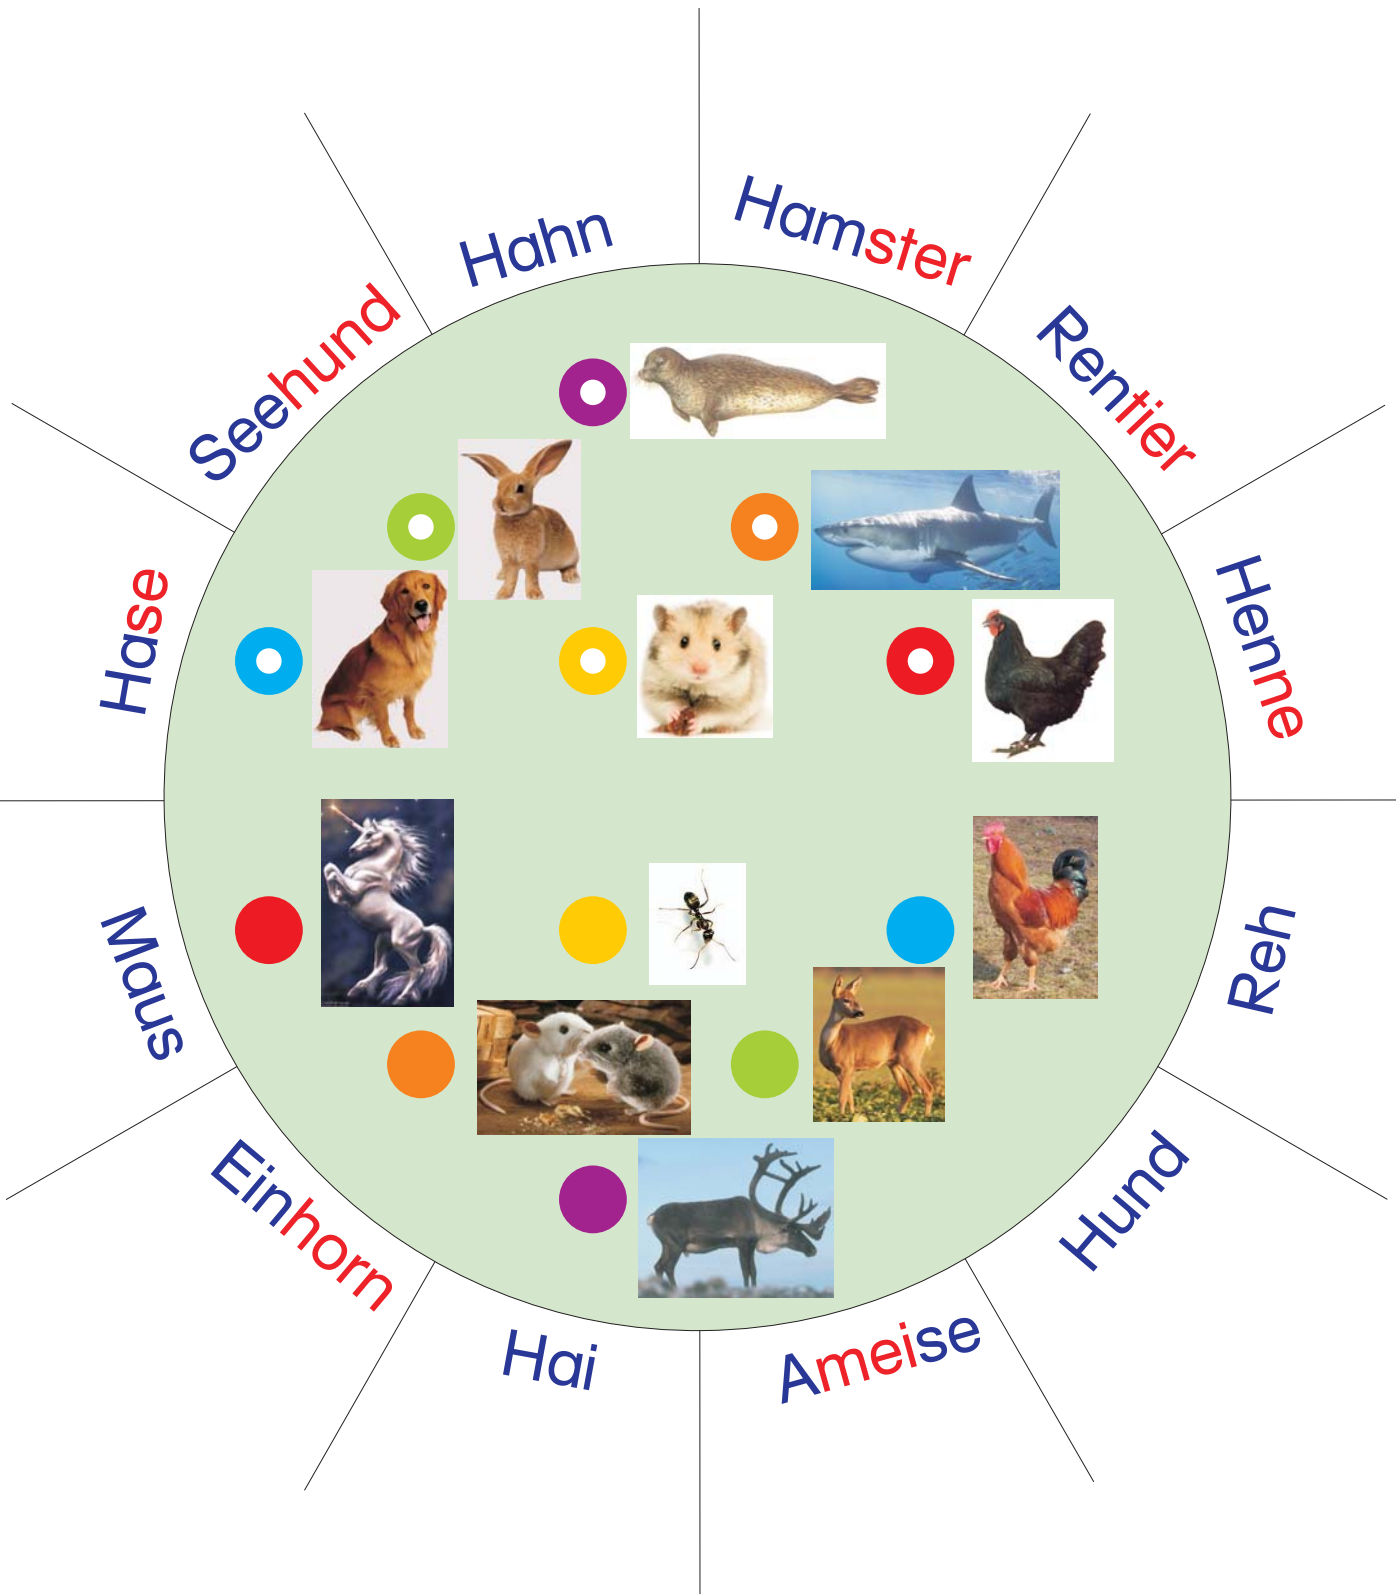 Hamster
Rentier
Henne
Reh
Hund
Ameise
Hai
Einhorn
Maus
Hase
Seehund
Hahn